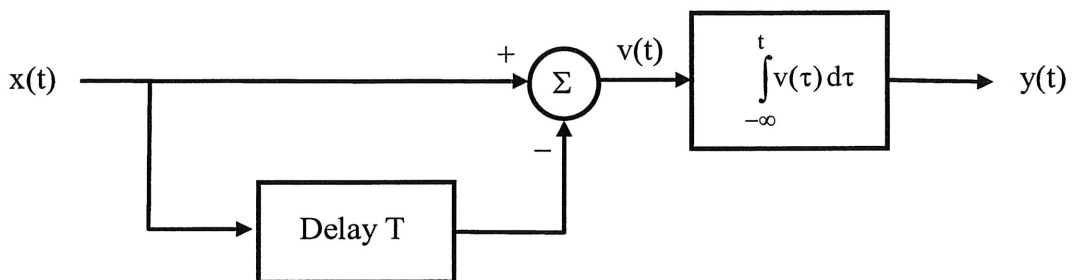 x(t)
+
Σ
v(t)
t
∫v(τ) dτ
−∞
y(t)
−
Delay T